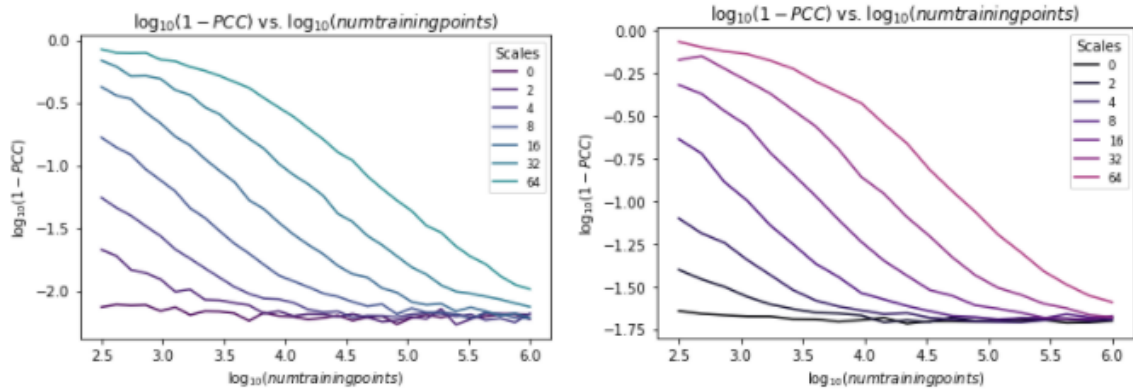 log₁₀(1 − PCC) vs. log₁₀(numtrainingpoints)
0.0
−0.5
−1.0
−1.5
−2.0
log₁₀(1 − PCC)
2.5 3.0 3.5 4.0 4.5 5.0 5.5 6.0
log₁₀(numtrainingpoints)
Scales
0
2
4
8
16
32
64
log₁₀(1 − PCC) vs. log₁₀(numtrainingpoints)
0.00
−0.25
−0.50
−0.75
−1.00
−1.25
−1.50
−1.75
log₁₀(1 − PCC)
2.5 3.0 3.5 4.0 4.5 5.0 5.5 6.0
log₁₀(numtrainingpoints)
Scales
0
2
4
8
16
32
64